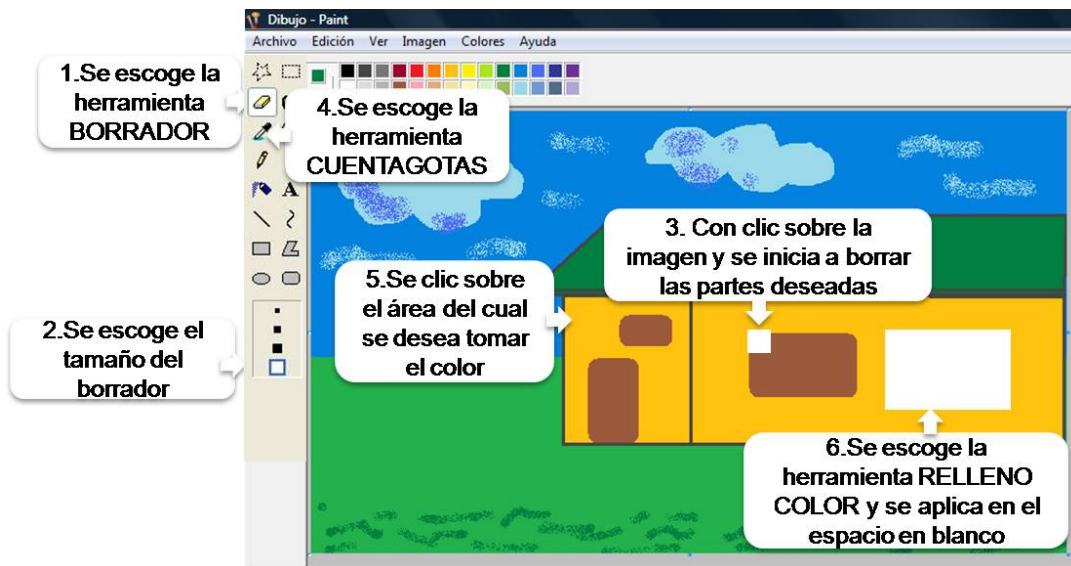 Dibujo - Paint
Archivo Edición Ver Imagen Colores Ayuda
1.Se escoge la
herramienta
BORRADOR
4.Se escoge la
herramienta
CUENTAGOTAS
A
3. Con clic sobre la
imagen y se inicia a borrar
las partes deseadas
5.Se clic sobre
el área del cual
se desea tomar
el color
2.Se escoge el
tamaño del
borrador
6.Se escoge la
herramienta RELLENO
COLOR y se aplica en el
espacio en blanco